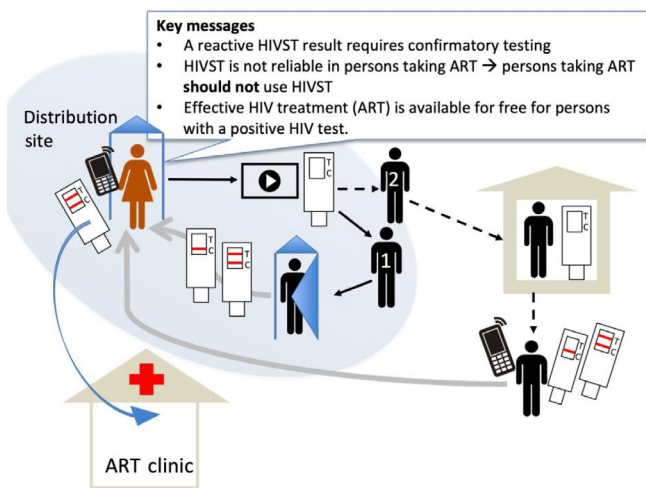 Key messages
• A reactive HIVST result requires confirmatory testing
• HIVST is not reliable in persons taking ART → persons taking ART
should not use HIVST
• Effective HIV treatment (ART) is available for free for persons
with a positive HIV test.
Distribution
site
T
C
T
C
2
1
T
C
T
C
T
C
T
C
T
C
ART clinic